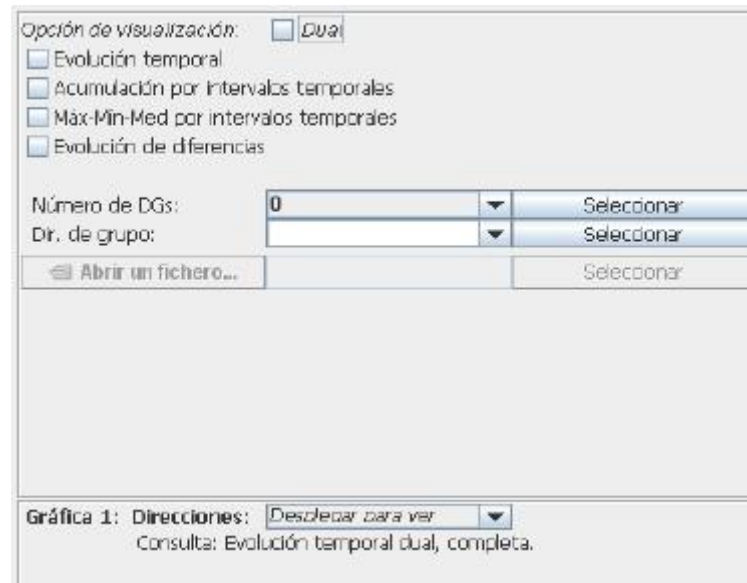 Opción de visualización: Dual
Evolución temporal
Acumulación por intervalos temporales
Máx-Min-Med por intervalos temporales
Evolución de diferencias
Número de DGs: 0 Seleccionar
Dir. de grupo: Seleccionar
Abrir un fichero... Seleccionar
Gráfica 1: Direcciones: Desplegar para ver
Consulta: Evolución temporal dual, completa.